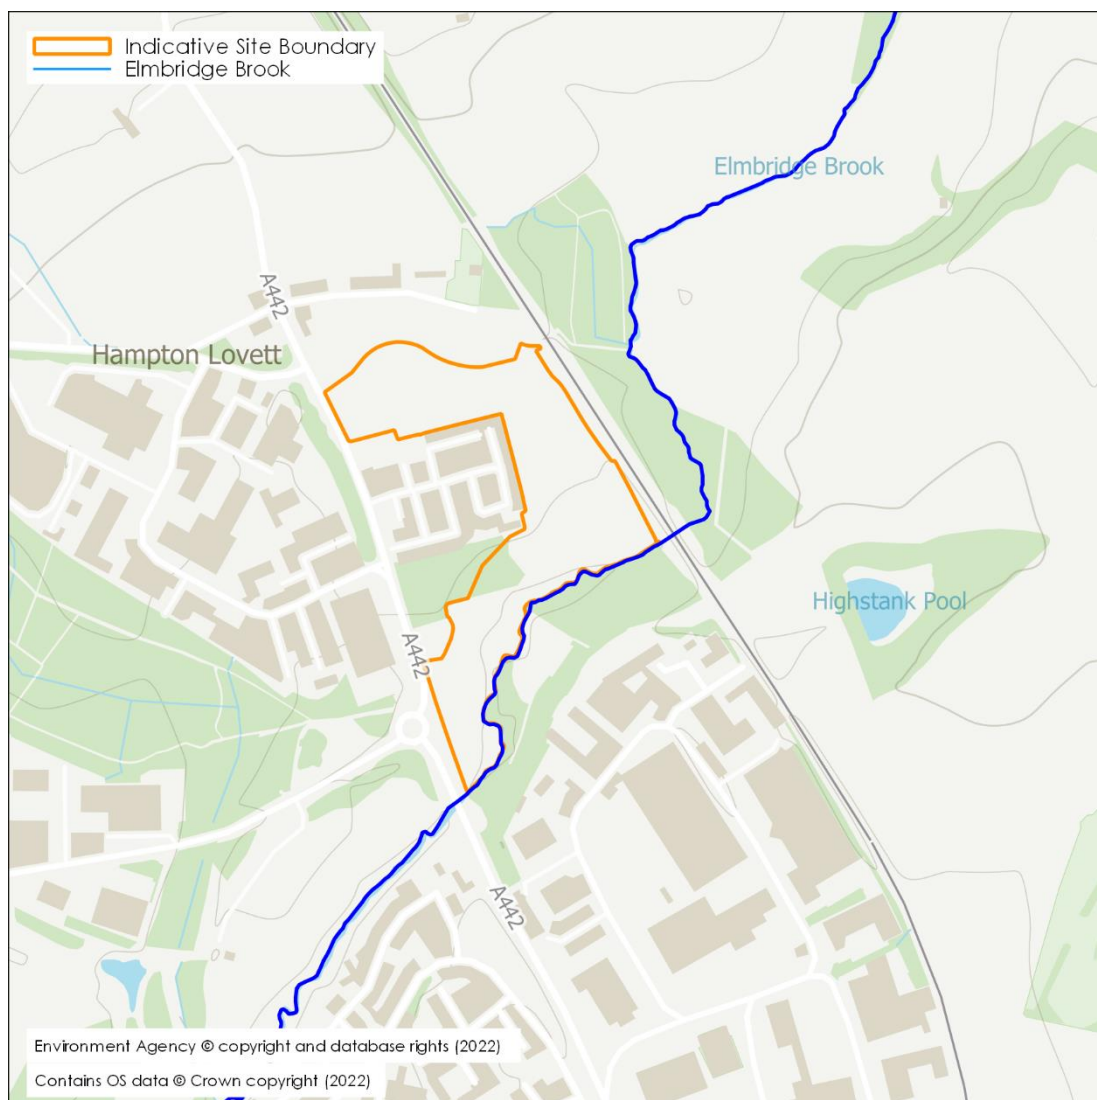 Indicative Site Boundary
Elmbridge Brook
Elmbridge Brook
A442
Hampton Lovett
Highstank Pool
A442
A442
Environment Agency © copyright and database rights (2022)
Contains OS data © Crown copyright (2022)